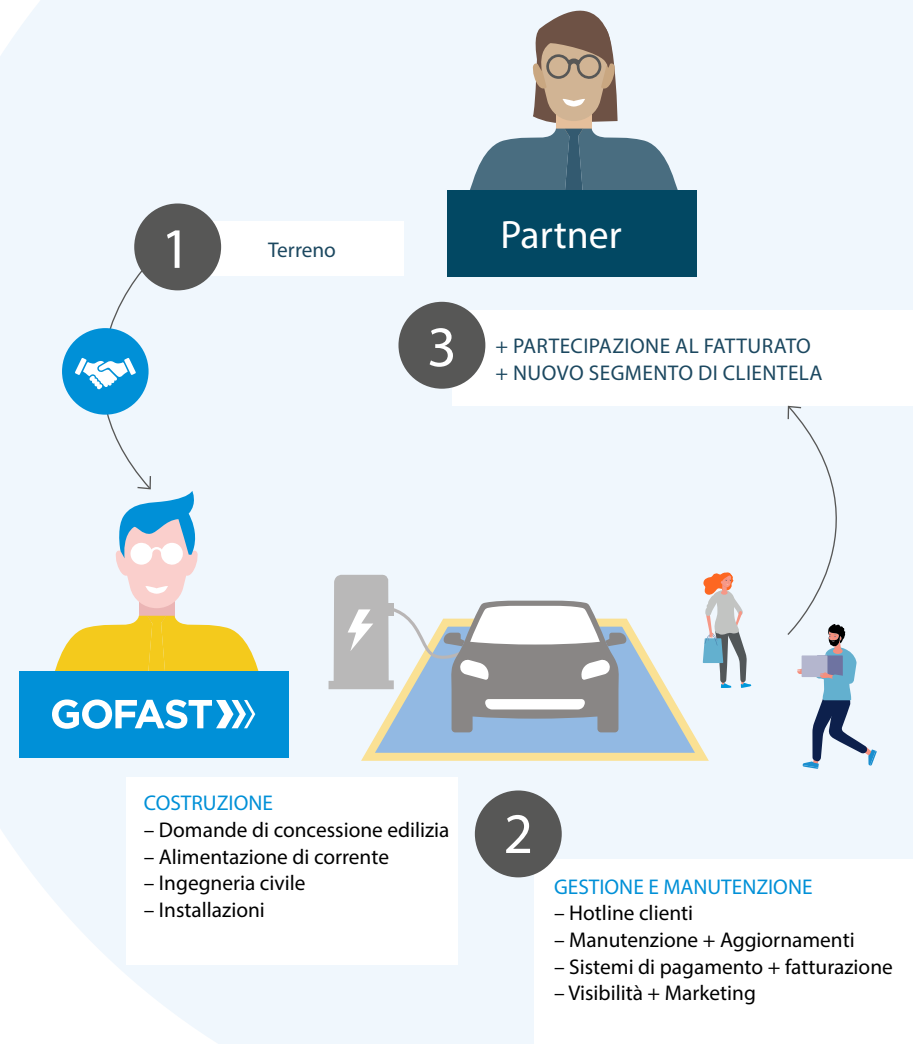 Partner
1
Terreno
3
+ PARTECIPAZIONE AL FATTURATO
+ NUOVO SEGMENTO DI CLIENTELA
GOFAST
COSTRUZIONE
– Domande di concessione edilizia
– Alimentazione di corrente
– Ingegneria civile
– Installazioni
2
GESTIONE E MANUTENZIONE
– Hotline clienti
– Manutenzione + Aggiornamenti
– Sistemi di pagamento + fatturazione
– Visibilità + Marketing